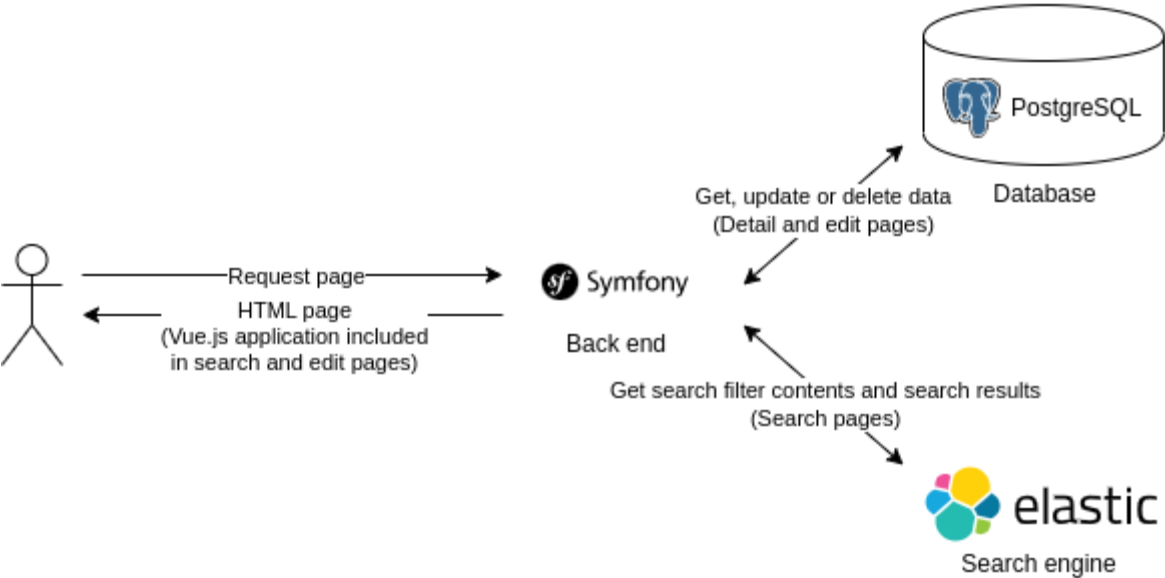 PostgreSQL
Database
Get, update or delete data
(Detail and edit pages)
Request page
HTML page
(Vue.js application included
in search and edit pages)
sf Symfony
Back end
Get search filter contents and search results
(Search pages)
elastic
Search engine